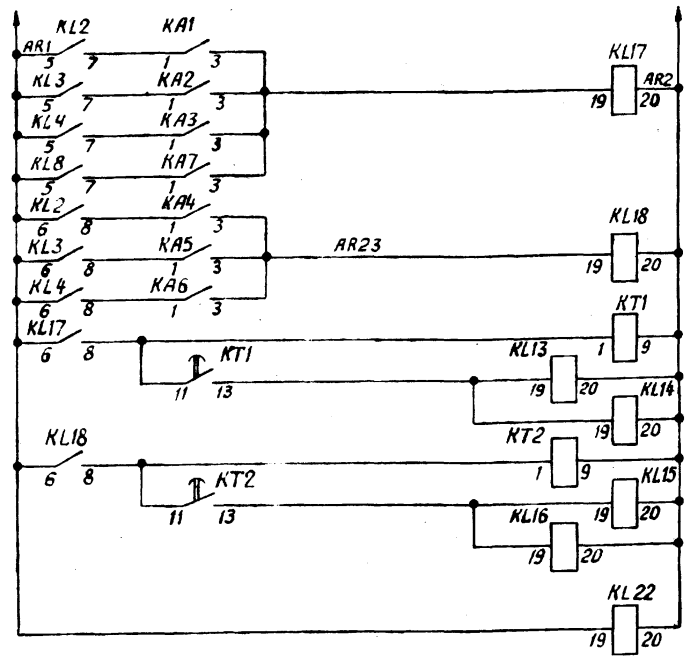 KL2 KA1 KL17
AR1 AR2
5 7 1 3 19 20
KL3 KA2
5 7 1 3
KL4 KA3
5 7 1 3
KL8 KA7
5 7 1 3
KL2 KA4 KL18
6 8 1 3
KL3 KA5 AR23
6 8 1 3 19 20
KL4 KA6 KT1
6 8 1 3
KL17
6 8 1 9
KT1 KL13
11 13 19 20 KL14
KL18 KT2 19 20
6 8 1 9
KT2 KL15
11 13 KL16 19 20
19 20
KL22
19 20